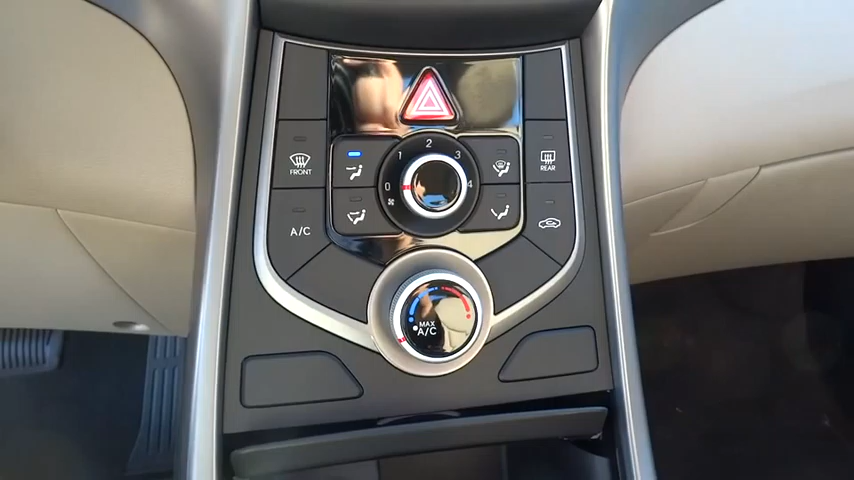 2
1 3
0 4
FRONT
REAR
A/C
MAX
A/C